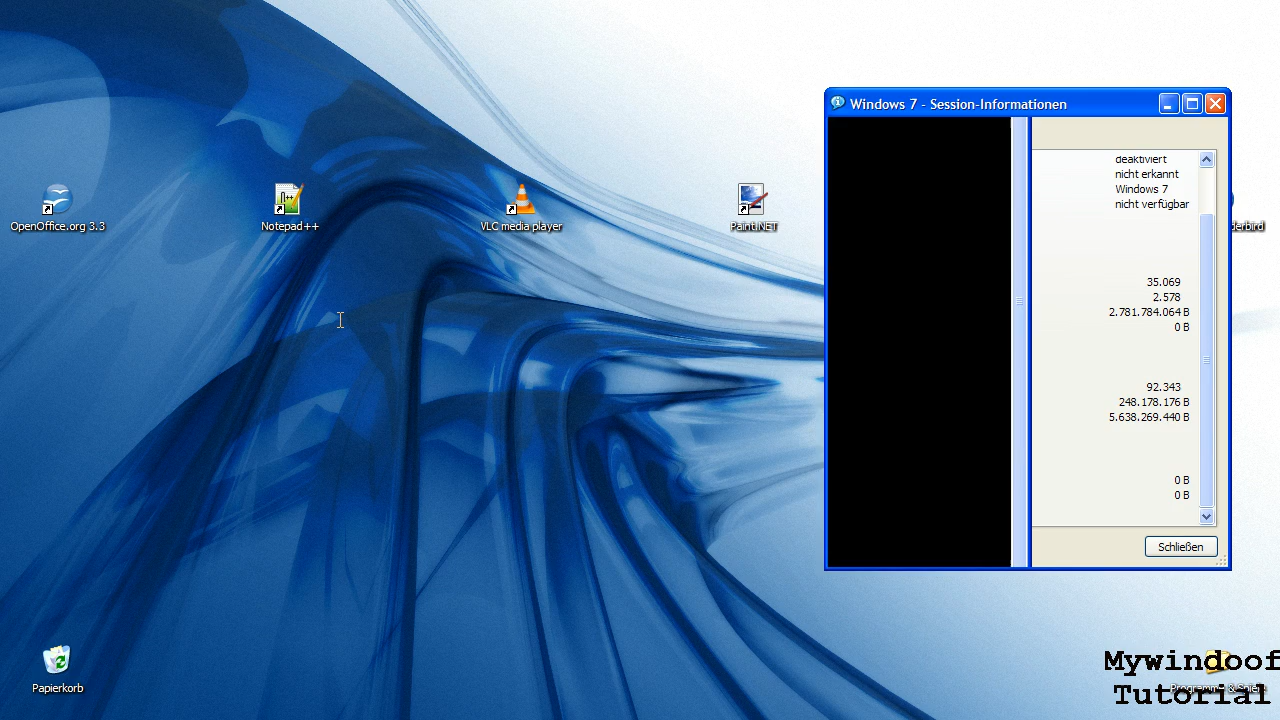 Windows 7 - Session-Informationen
deaktiviert
nicht erkannt
Windows 7
nicht verfügbar
OpenOffice.org 3.3
Notepad++
VLC media player
Paint.NET
derbird
35.069
2.578
2.781.784.064 B
0 B
92.343
248.178.176 B
5.638.269.440 B
0 B
0 B
Schließen
Papierkorb
Mywindoof
Tutorial